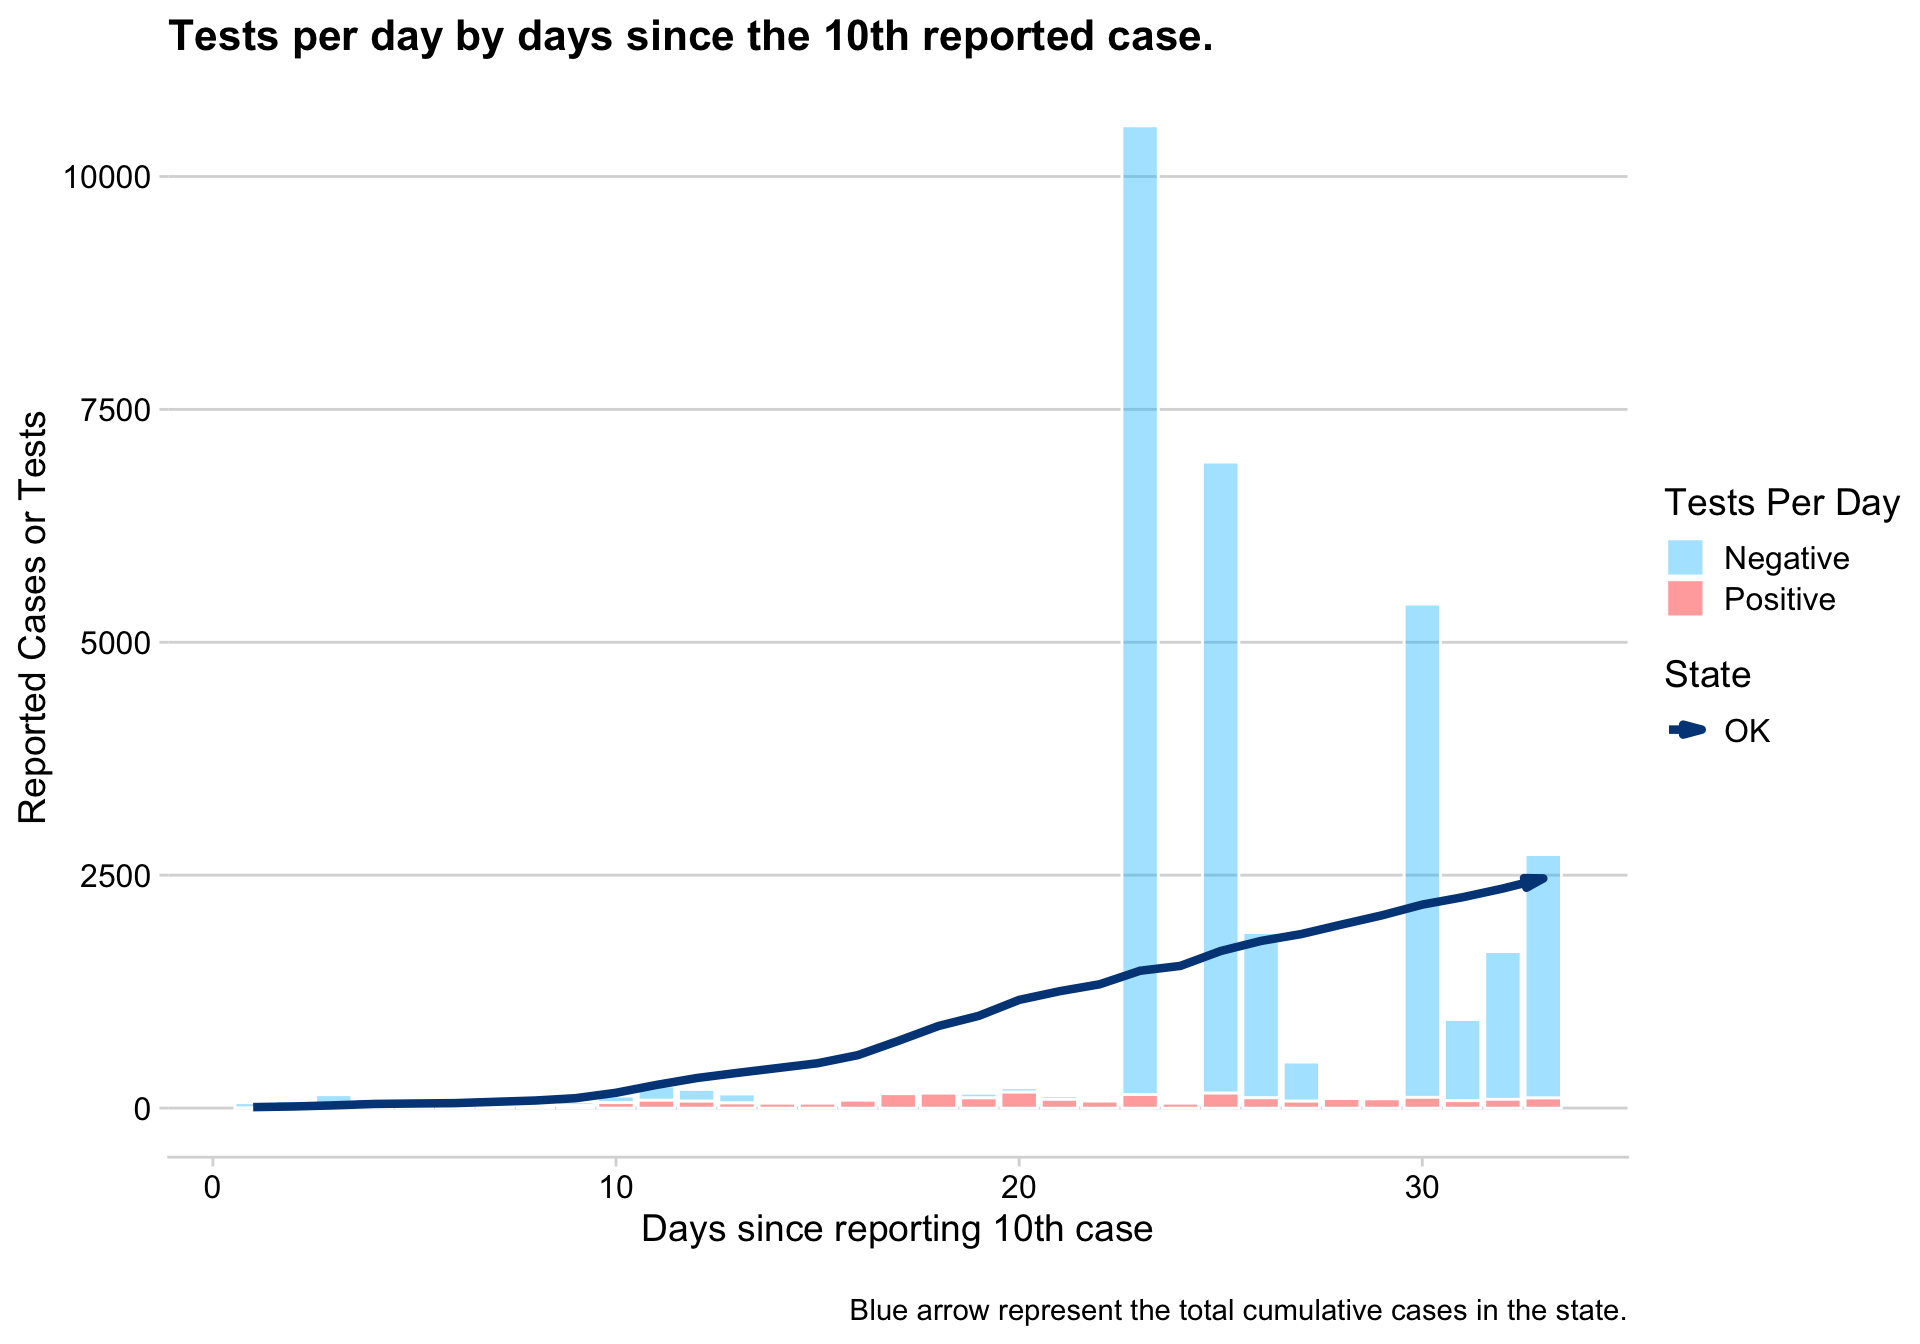 Tests per day by days since the 10th reported case.
10000
7500
5000
2500
0
Reported Cases or Tests
0 10 20 30
Days since reporting 10th case
Tests Per Day
Negative
Positive
State
OK
Blue arrow represent the total cumulative cases in the state.